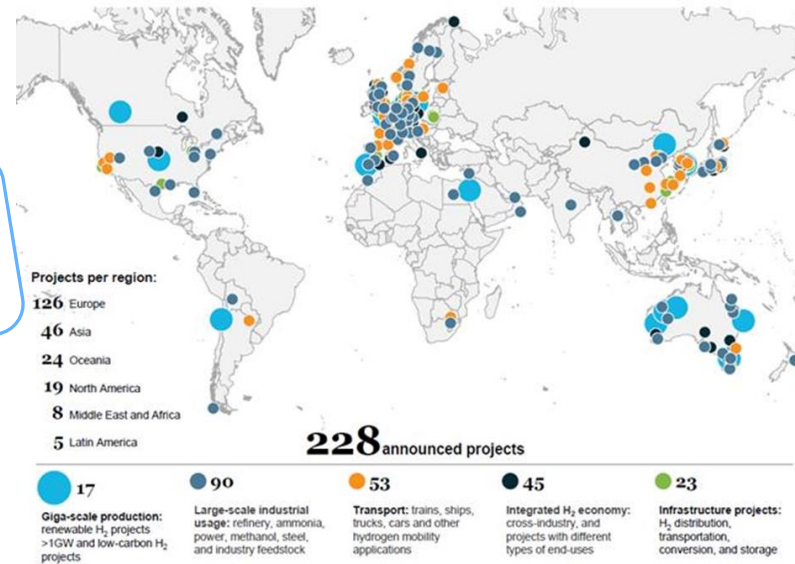 Projects per region:
126 Europe
46 Asia
24 Oceania
19 North America
8 Middle East and Africa
5 Latin America
228 announced projects
17
Giga-scale production:
renewable H₂ projects
>1GW and low-carbon H₂
projects
90
Large-scale industrial
usage: refinery, ammonia,
power, methanol, steel,
and industry feedstock
53
Transport: trains, ships,
trucks, cars and other
hydrogen mobility
applications
45
Integrated H₂ economy:
cross-industry, and
projects with different
types of end-uses
23
Infrastructure projects:
H₂ distribution,
transportation,
conversion, and storage